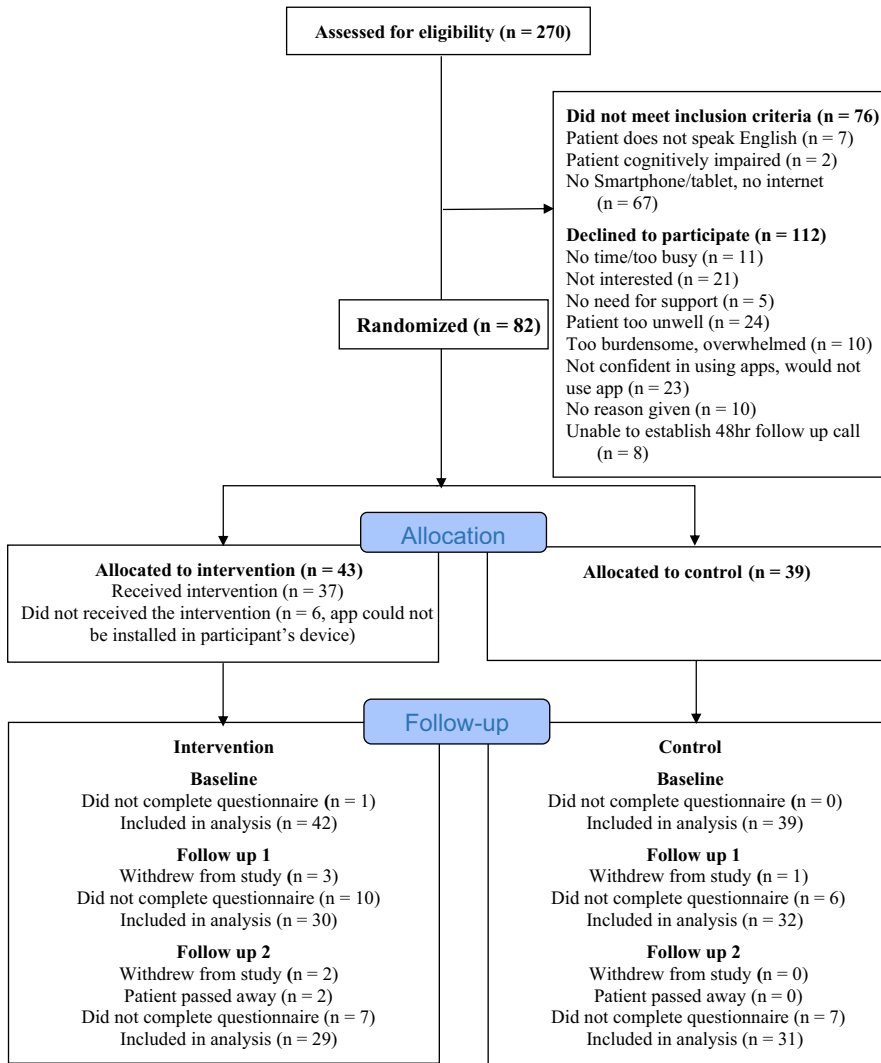 Assessed for eligibility (n = 270)
Did not meet inclusion criteria (n = 76)
Patient does not speak English (n = 7)
Patient cognitively impaired (n = 2)
No Smartphone/tablet, no internet
(n = 67)
Declined to participate (n = 112)
No time/too busy (n = 11)
Not interested (n = 21)
No need for support (n = 5)
Patient too unwell (n = 24)
Too burdensome, overwhelmed (n = 10)
Not confident in using apps, would not
use app (n = 23)
No reason given (n = 10)
Unable to establish 48hr follow up call
(n = 8)
Randomized (n = 82)
Allocation
Allocated to intervention (n = 43)
Received intervention (n = 37)
Did not received the intervention (n = 6, app could not
be installed in participant's device)
Allocated to control (n = 39)
Follow-up
Intervention
Baseline
Did not complete questionnaire (n = 1)
Included in analysis (n = 42)
Follow up 1
Withdrew from study (n = 3)
Did not complete questionnaire (n = 10)
Included in analysis (n = 30)
Follow up 2
Withdrew from study (n = 2)
Patient passed away (n = 2)
Did not complete questionnaire (n = 7)
Included in analysis (n = 29)
Control
Baseline
Did not complete questionnaire (n = 0)
Included in analysis (n = 39)
Follow up 1
Withdrew from study (n = 1)
Did not complete questionnaire (n = 6)
Included in analysis (n = 32)
Follow up 2
Withdrew from study (n = 0)
Patient passed away (n = 0)
Did not complete questionnaire (n = 7)
Included in analysis (n = 31)